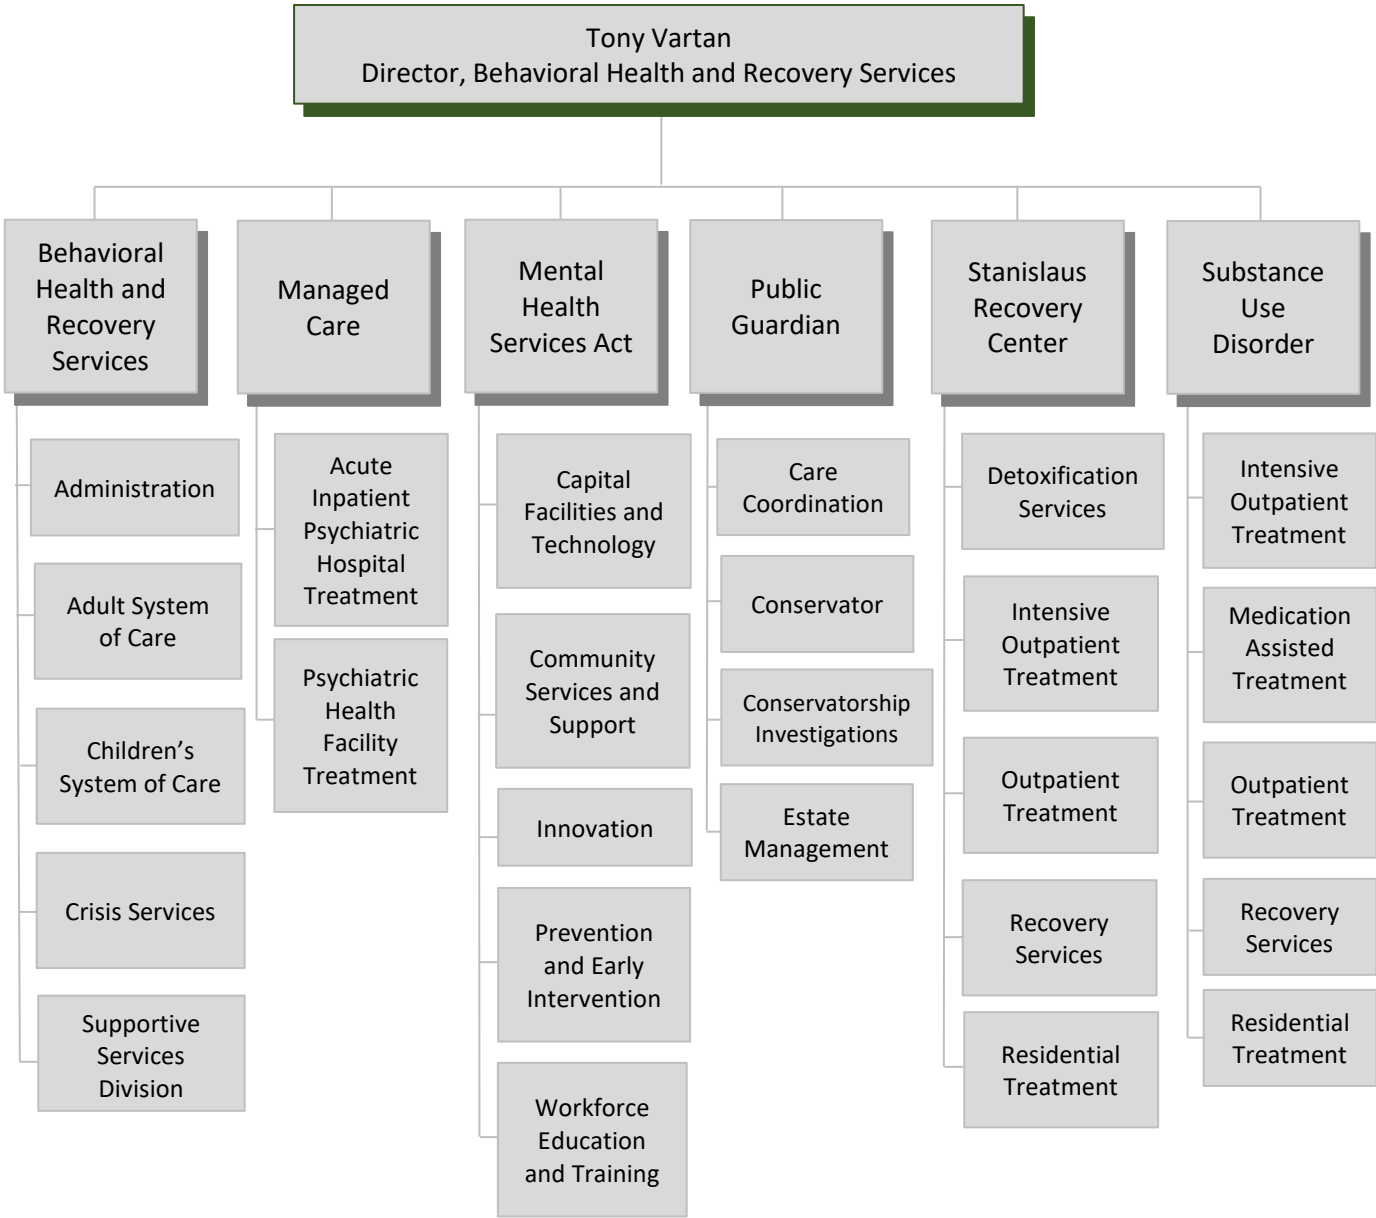 Tony Vartan
Director, Behavioral Health and Recovery Services
Behavioral
Health and
Recovery
Services
Managed
Care
Mental
Health
Services Act
Public
Guardian
Stanislaus
Recovery
Center
Substance
Use
Disorder
Administration
Adult System
of Care
Children’s
System of Care
Crisis Services
Supportive
Services
Division
Acute
Inpatient
Psychiatric
Hospital
Treatment
Psychiatric
Health
Facility
Treatment
Capital
Facilities and
Technology
Community
Services and
Support
Innovation
Prevention
and Early
Intervention
Workforce
Education
and Training
Care
Coordination
Conservator
Conservatorship
Investigations
Estate
Management
Detoxification
Services
Intensive
Outpatient
Treatment
Outpatient
Treatment
Recovery
Services
Residential
Treatment
Intensive
Outpatient
Treatment
Medication
Assisted
Treatment
Outpatient
Treatment
Recovery
Services
Residential
Treatment